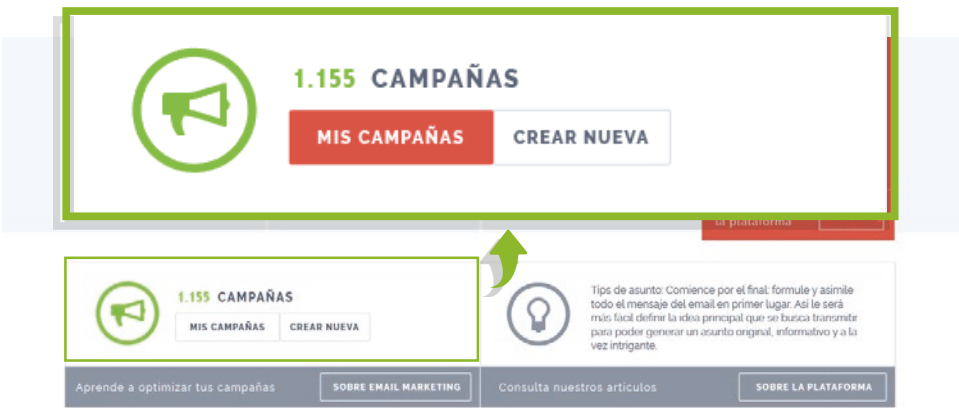 1.155 CAMPAÑAS
MIS CAMPAÑAS CREAR NUEVA
la plataforma
1.155 CAMPAÑAS
MIS CAMPAÑAS CREAR NUEVA
Tips de asunto: Comience por el final: formule y asimile
todo el mensaje del email en primer lugar. Así le será
más fácil definir la idea principal que se busca transmitir
para poder generar un asunto original, informativo y a la
vez intrigante.
Aprende a optimizar tus campañas SOBRE EMAIL MARKETING
Consulta nuestros articulos SOBRE LA PLATAFORMA